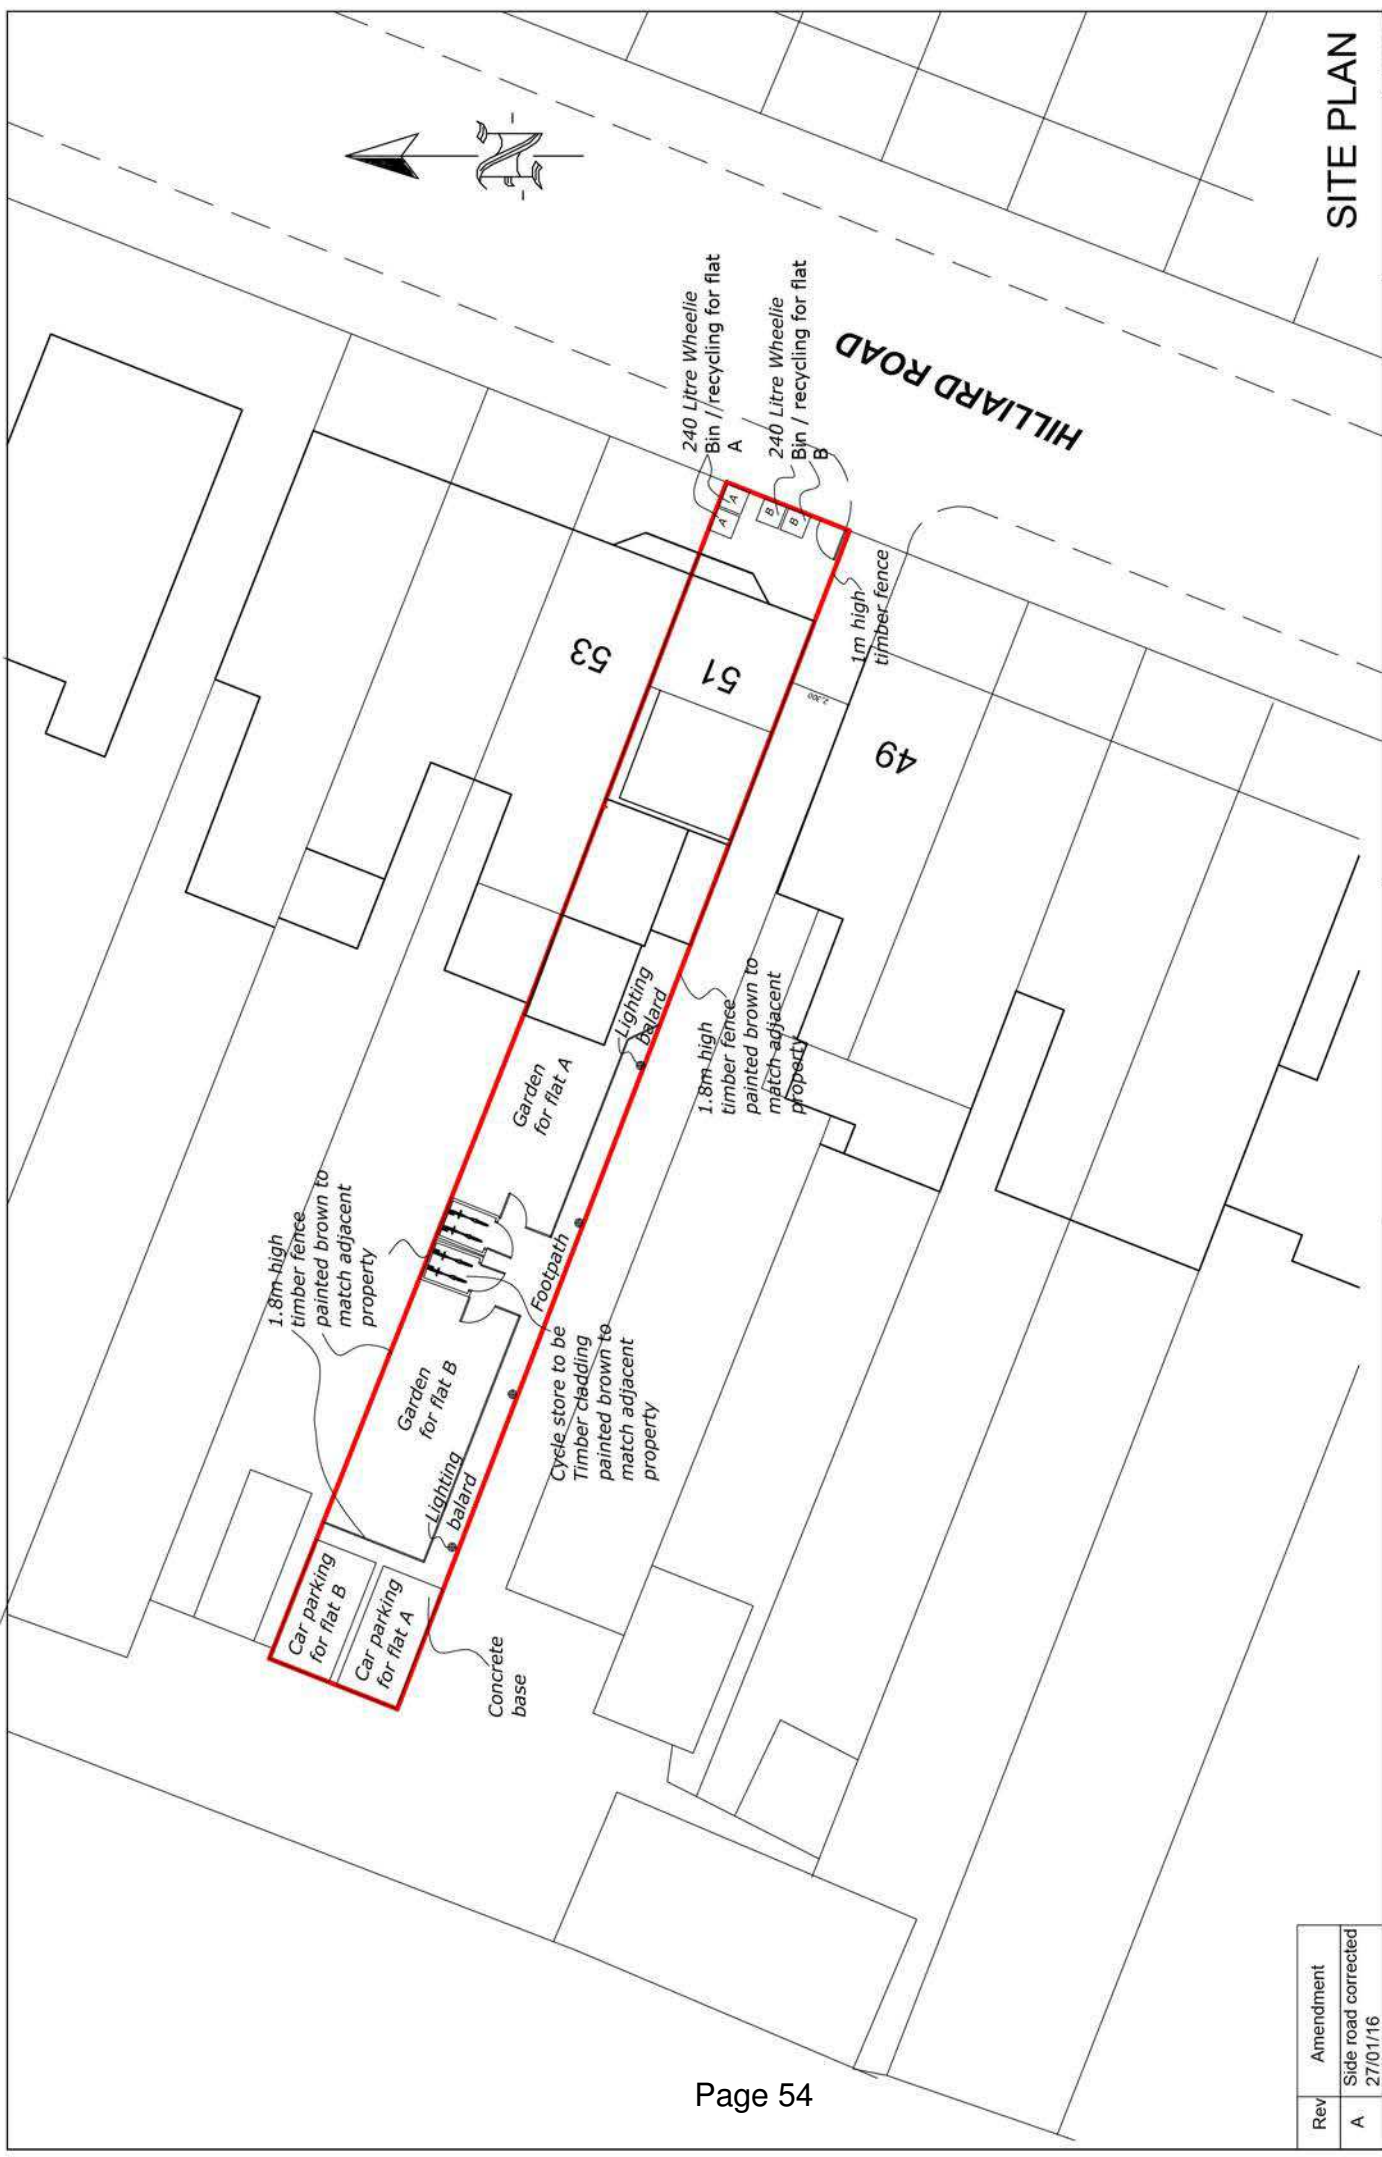 SITE PLAN
N
HILLIARD ROAD
240 Litre Wheelie
Bin / recycling for flat
A
240 Litre Wheelie
Bin / recycling for flat
B
A
A
B
B
1m high
timber fence
53
51
49
2,300
Lighting
balard
1.8m high
timber fence
painted brown to
match adjacent
property
Garden
for flat A
Footpath
1.8m high
timber fence
painted brown to
match adjacent
property
Cycle store to be
Timber cladding
painted brown to
match adjacent
property
Garden
for flat B
Lighting
balard
Car parking
for flat B
Car parking
for flat A
Concrete
base
Rev Amendment
A Side road corrected
27/01/16
Page 54